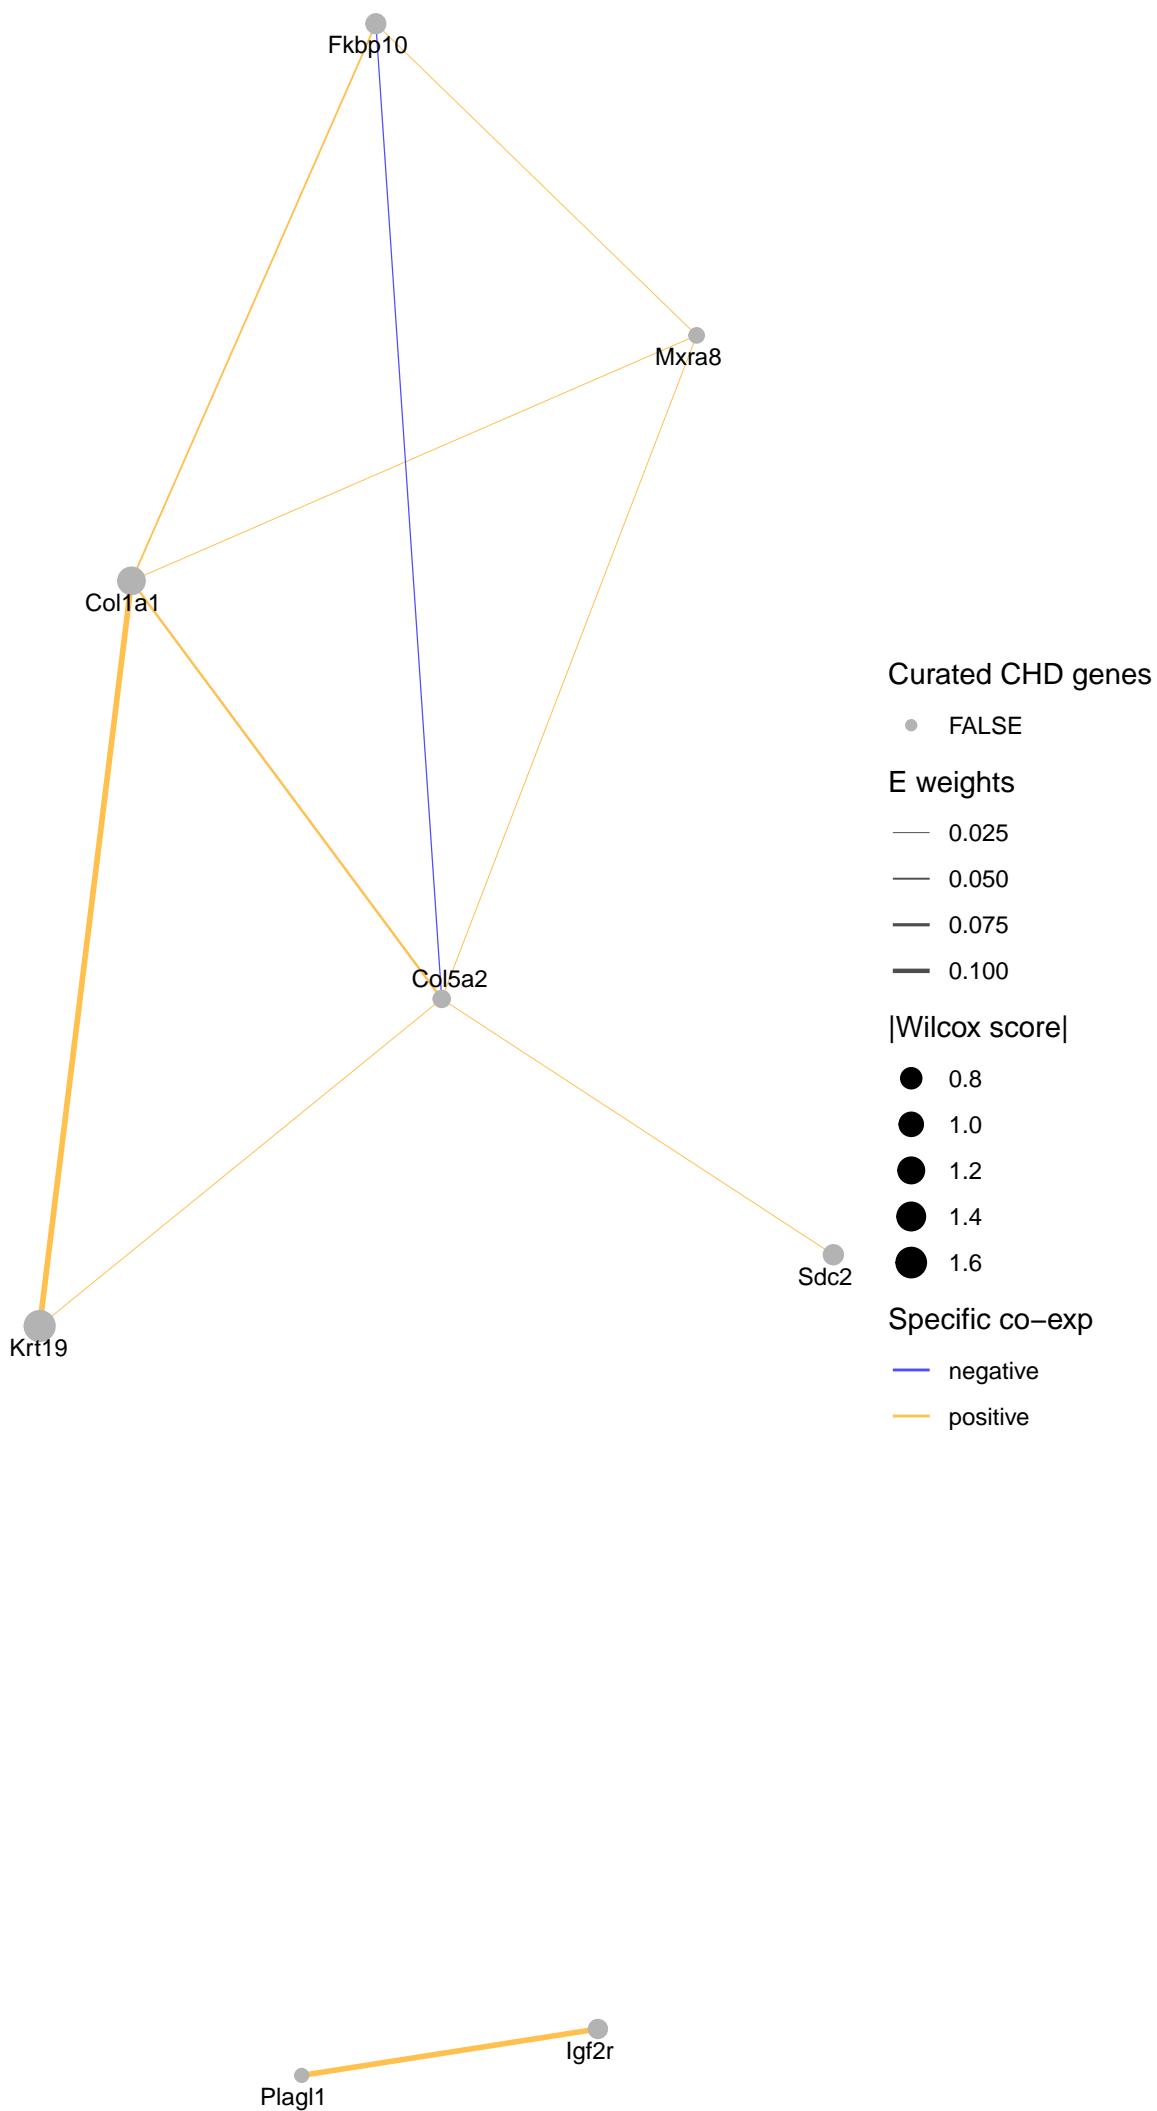 Fkbp10
Mxra8
Col1a1
Col5a2
Sdc2
Krt19
Igf2r
Plagl1
Curated CHD genes
FALSE
E weights
0.025
0.050
0.075
0.100
|Wilcox score|
0.8
1.0
1.2
1.4
1.6
Specific co−exp
negative
positive